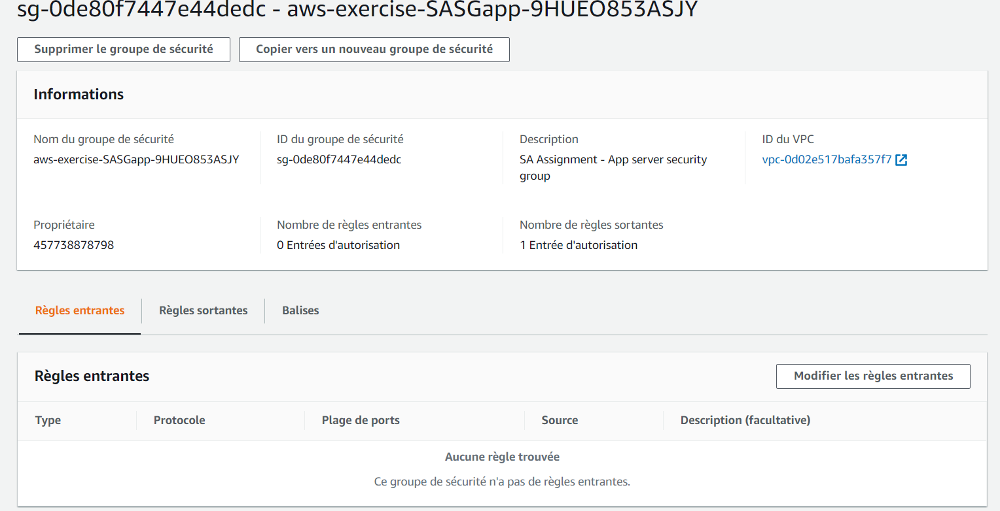 sg-0de80f7447e44dedc - aws-exercise-SASGapp-9HUEO853ASJY
Supprimer le groupe de sécurité
Copier vers un nouveau groupe de sécurité
Informations
Nom du groupe de sécurité
aws-exercise-SASGapp-9HUEO853ASJY
ID du groupe de sécurité
sg-0de80f7447e44dedc
Description
SA Assignment - App server security
group
ID du VPC
vpc-0d02e517bafa357f7
Propriétaire
457738878798
Nombre de règles entrantes
0 Entrées d'autorisation
Nombre de règles sortantes
1 Entrée d'autorisation
Règles entrantes
Règles sortantes
Balises
Règles entrantes
Modifier les règles entrantes
Type
Protocole
Plage de ports
Source
Description (facultative)
Aucune règle trouvée
Ce groupe de sécurité n'a pas de règles entrantes.